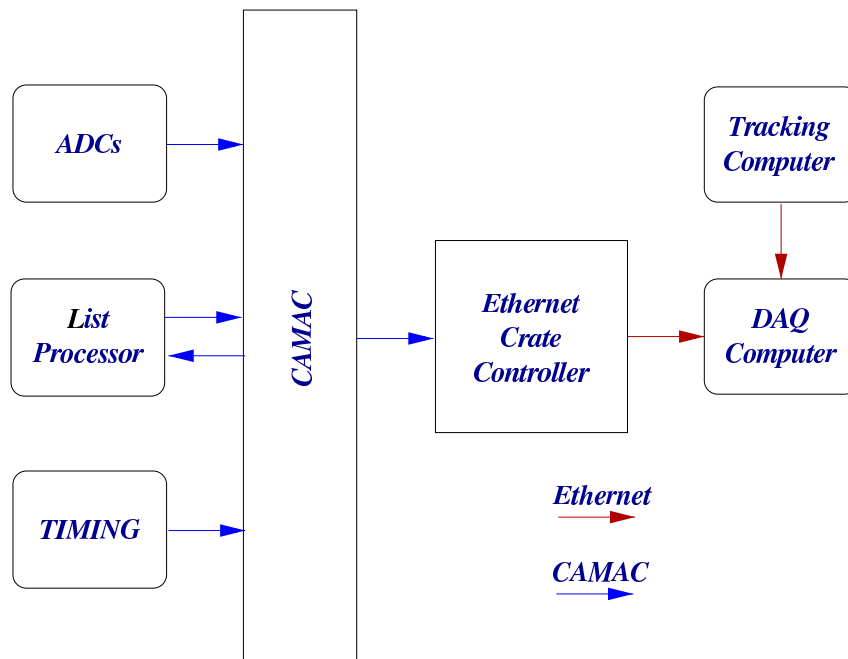 ADCs
List
Processor
TIMING
CAMAC
Ethernet
Crate
Controller
Tracking
Computer
DAQ
Computer
Ethernet
CAMAC